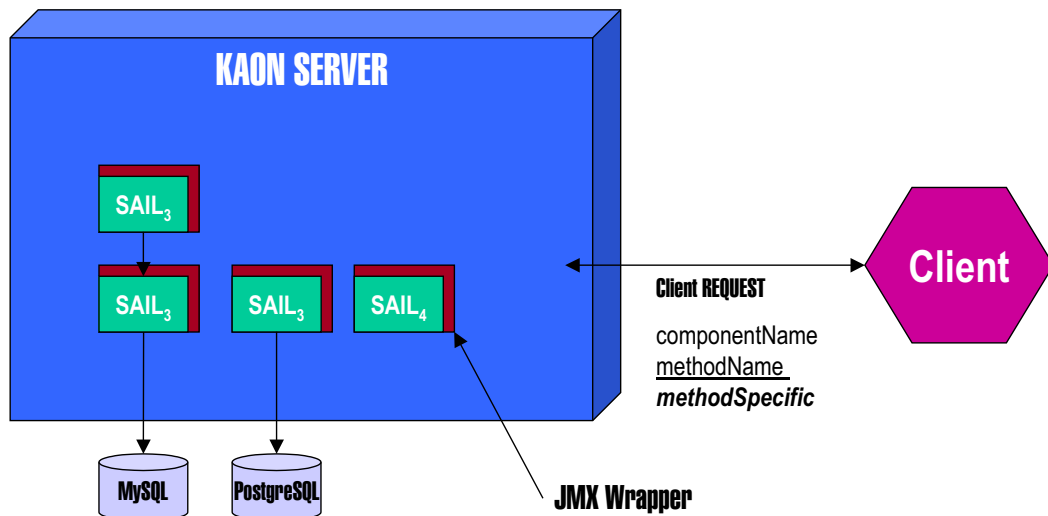 KAON SERVER
SAIL₃
SAIL₃
SAIL₃
SAIL₄
Client
Client REQUEST
componentName
methodName
methodSpecific
MySQL
PostgreSQL
JMX Wrapper